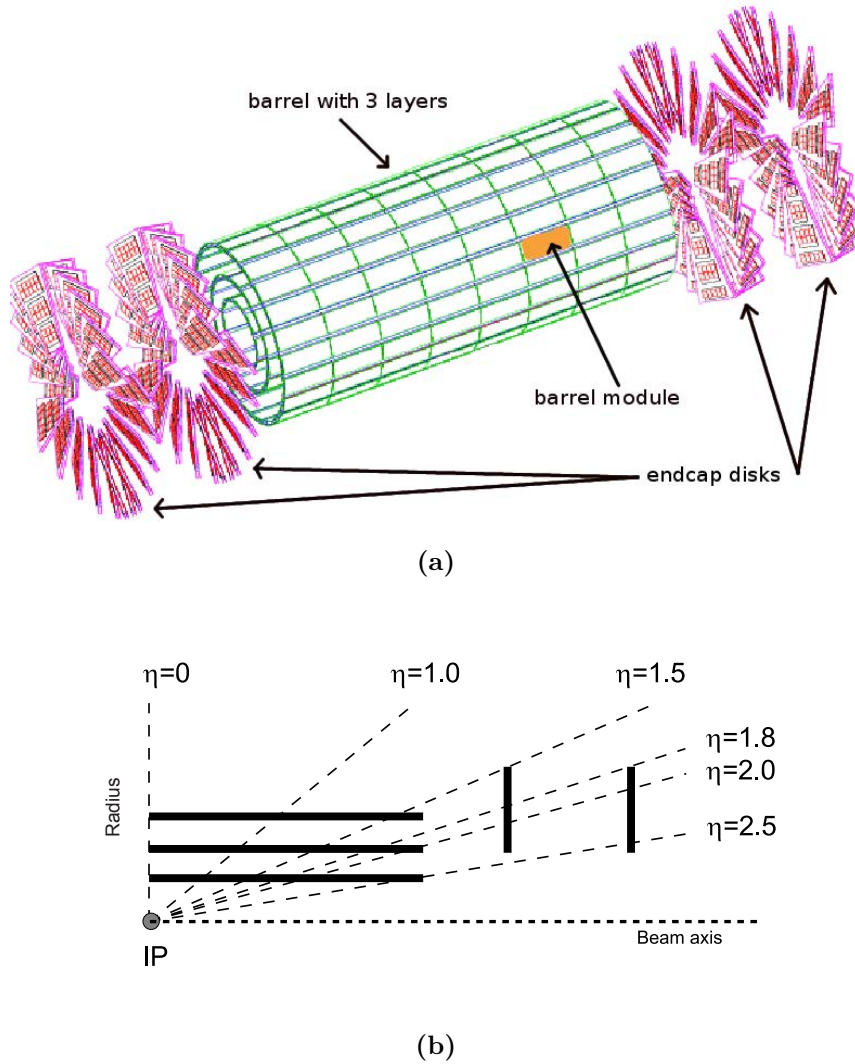 barrel with 3 layers
barrel module
endcap disks
(a)
η=0
η=1.0
η=1.5
η=1.8
η=2.0
η=2.5
Radius
IP
Beam axis
(b)